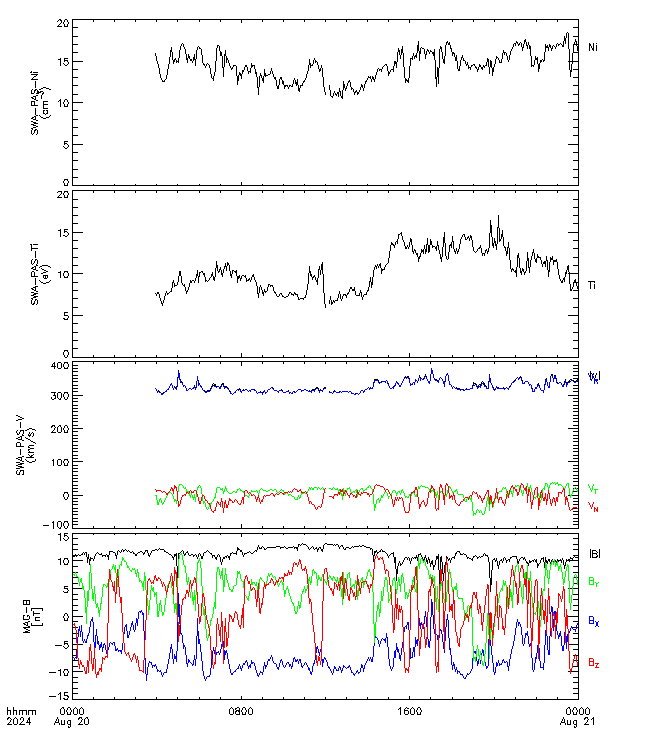 20
15
10
5
0
SWA-PAS-Ni
(cm-3)
Ni
20
15
10
5
0
SWA-PAS-Ti
(eV)
Ti
400
300
200
100
0
-100
SWA-PAS-V
(km/s)
VT
VN
15
10
5
0
-5
-10
-15
MAG-B
[nT]
|B|
BY
BX
BZ
hhmm 0000 0800 1600 0000
2024 Aug 20 Aug 21